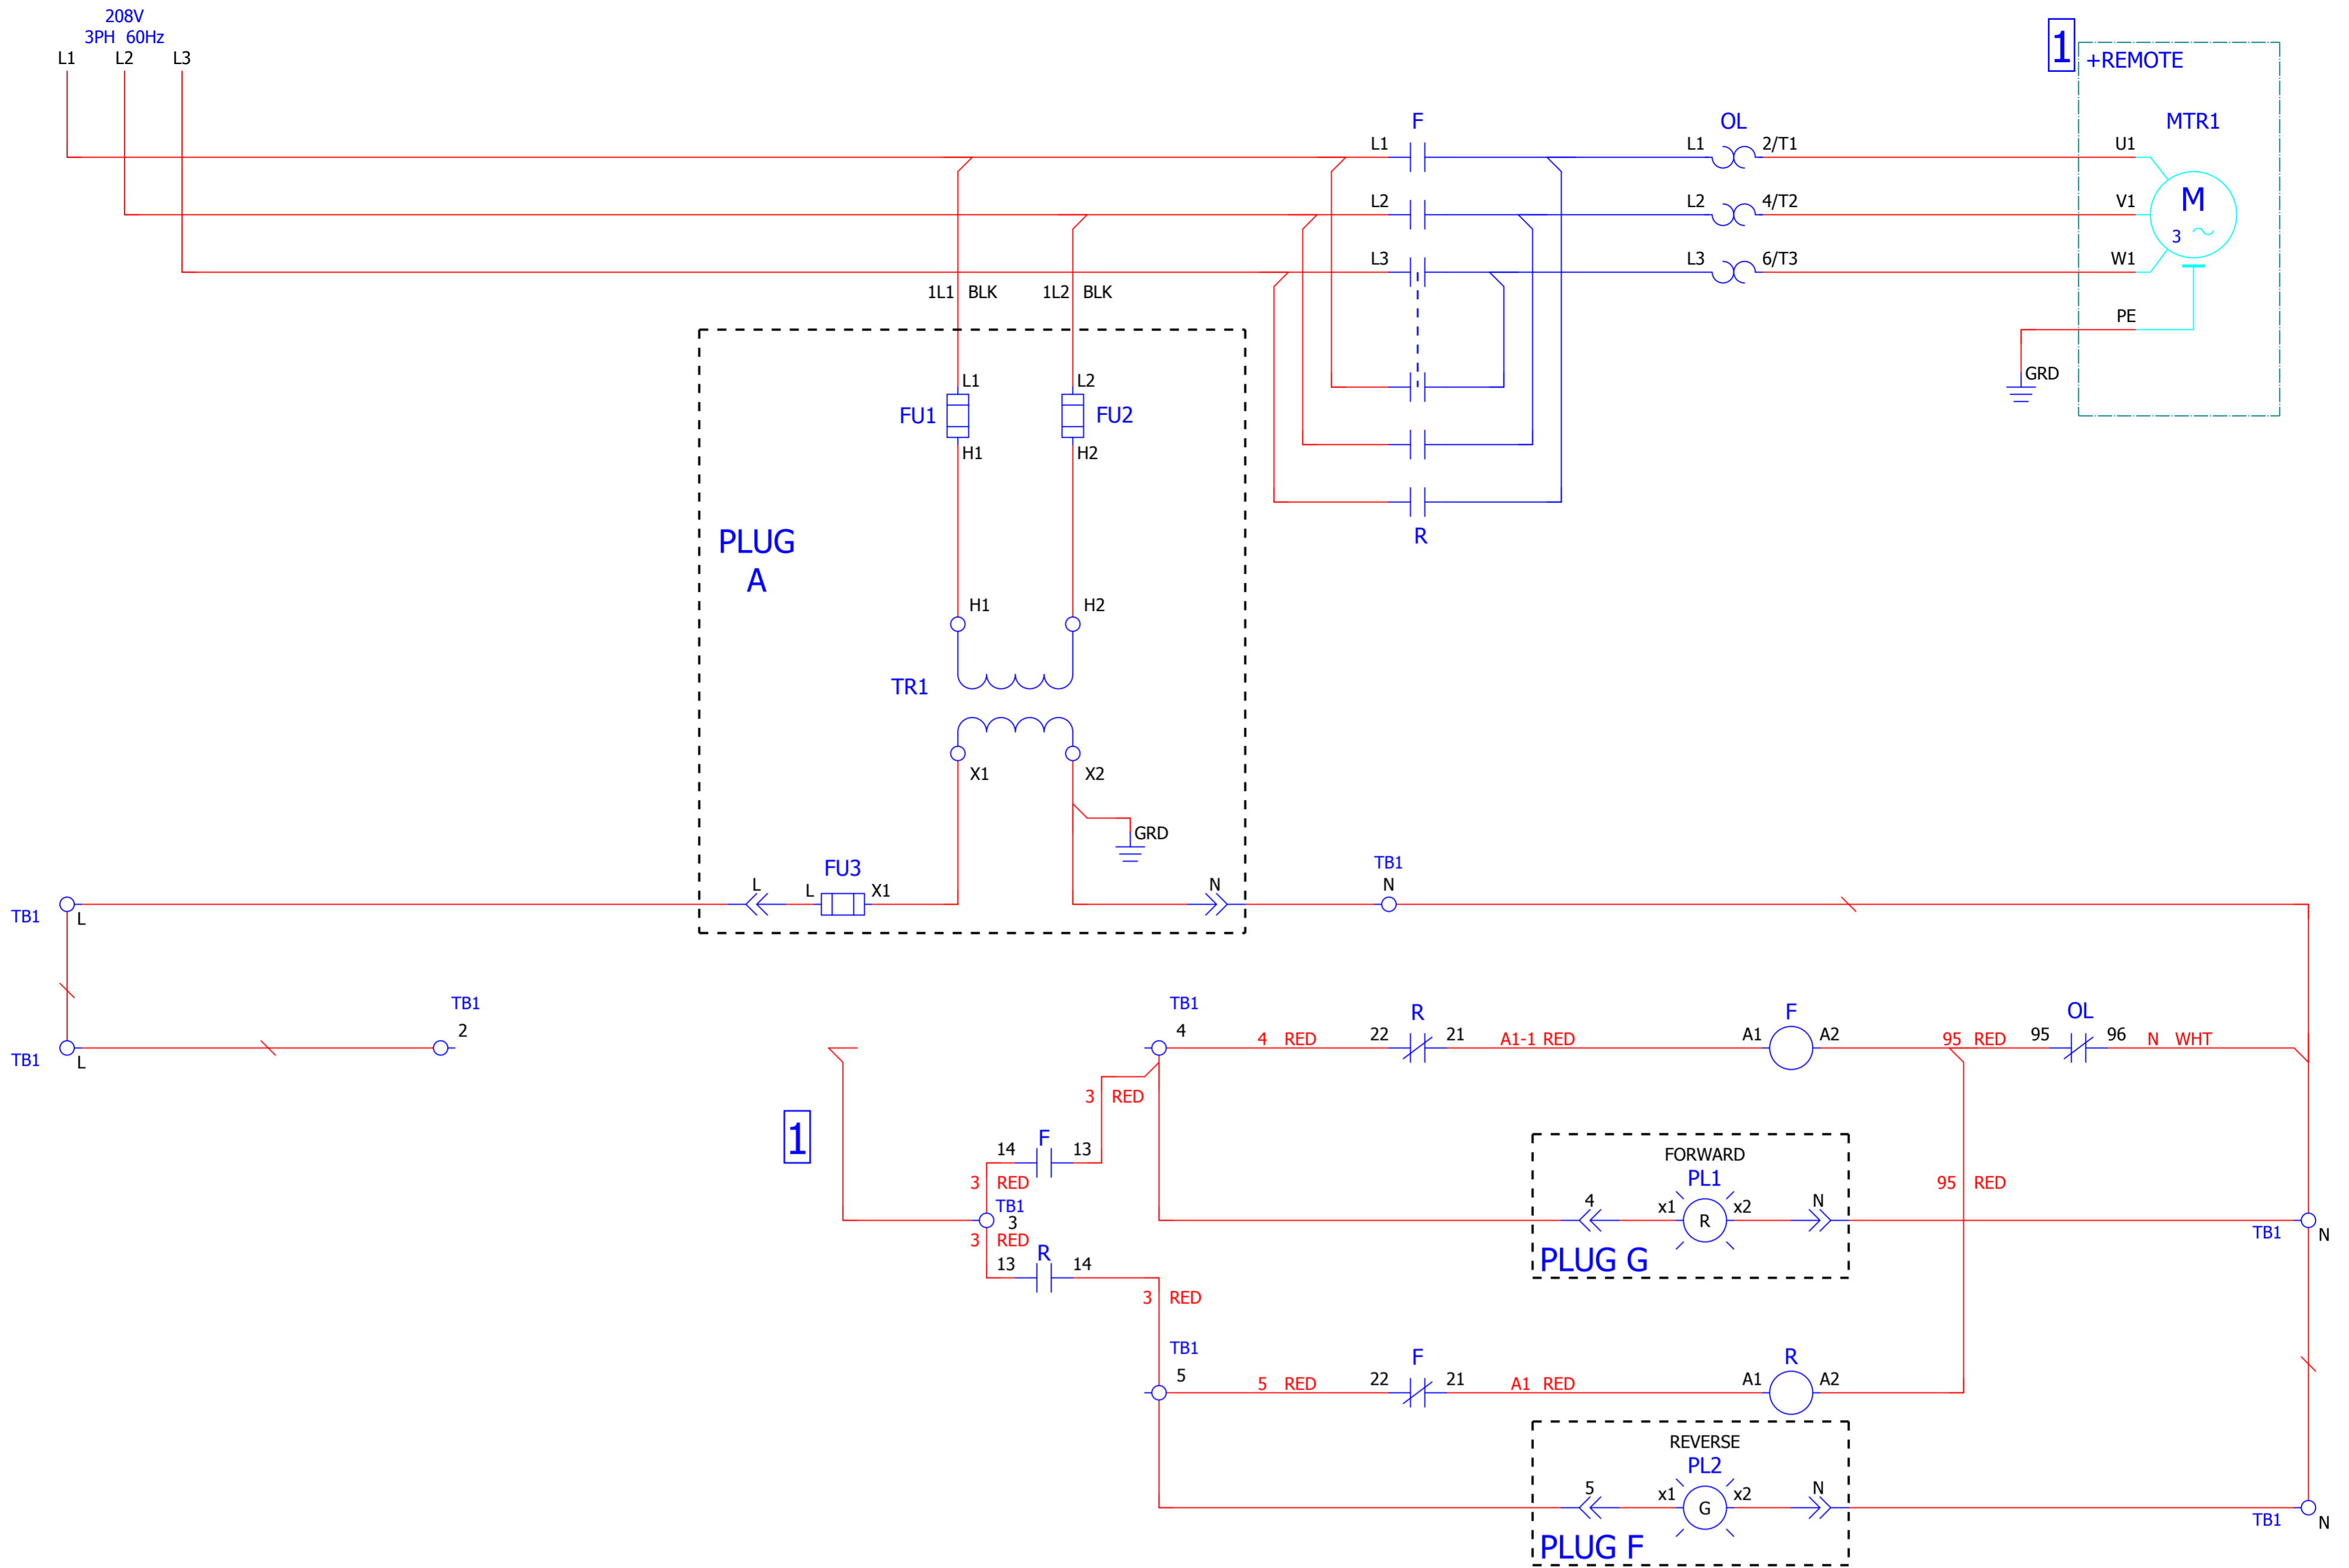 208V
3PH 60Hz
L1 L2 L3
1
+REMOTE
F
OL
MTR1
L1
L1
2/T1
U1
L2
L2
4/T2
V1
M
3
L3
L3
6/T3
W1
1L1 BLK
1L2 BLK
PE
GRD
L1
L2
FU1
FU2
H1
H2
R
PLUG
A
H1
H2
TR1
X1
X2
GRD
FU3
L
L
X1
N
TB1
N
TB1
L
TB1
2
TB1
L
TB1
4
4 RED
R
22
21
A1-1 RED
F
A1
A2
95 RED
OL
95
96
N WHT
3 RED
1
F
14
13
3 RED
TB1
3
3 RED
R
13
14
3 RED
FORWARD
PL1
4
x1
R
x2
N
PLUG G
95 RED
TB1
N
TB1
5
5 RED
F
22
21
A1 RED
R
A1
A2
REVERSE
PL2
5
x1
G
x2
N
PLUG F
TB1
N